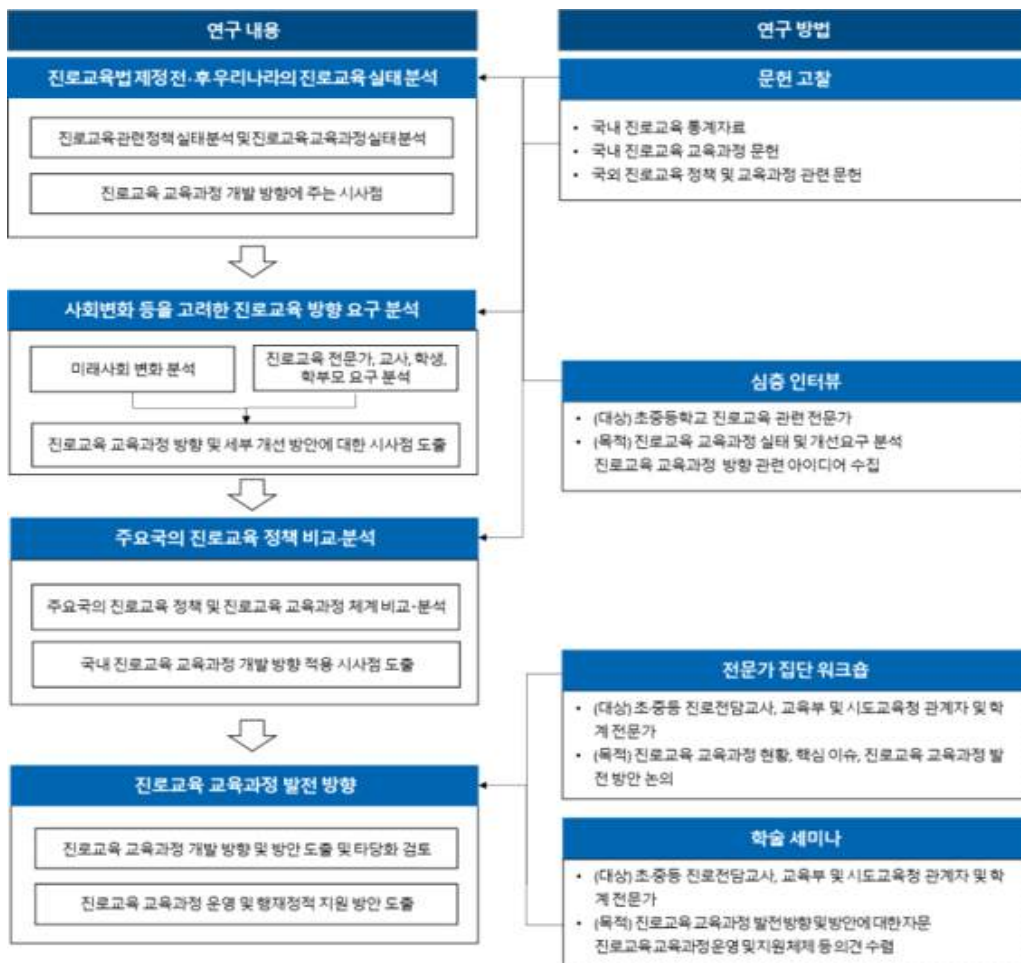 연구 내용
진로교육법 제정 전·후 우리나라의 진로교육 실태 분석
진로교육관련정책실태분석 및 진로교육교육과정실태분석
진로교육 교육과정 개발 방향에 주는 시사점
사회변화 등을 고려한 진로교육 방향 요구 분석
미래사회 변화 분석
진로교육 전문가, 교사, 학생,
학부모 요구 분석
진로교육 교육과정 방향 및 세부 개선 방안에 대한 시사점 도출
주요국의 진로교육 정책 비교·분석
주요국의 진로교육 정책 및 진로교육 교육과정 체계 비교·분석
국내 진로교육 교육과정 개발 방향 적용 시사점 도출
진로교육 교육과정 발전 방향
진로교육 교육과정 개발 방향 및 방안 도출 및 타당화 검토
진로교육 교육과정 운영 및 행재정적 지원 방안 도출
연구 방법
문헌 고찰
• 국내 진로교육 통계자료
• 국내 진로교육 교육과정 문헌
• 국외 진로교육 정책 및 교육과정 관련 문헌
심층 인터뷰
• (대상) 초중등학교 진로교육 관련 전문가
• (목적) 진로교육 교육과정 실태 및 개선요구 분석
진로교육 교육과정 방향 관련 아이디어 수집
전문가 집단 워크숍
• (대상) 초·중등 진로전담교사, 교육부 및 시도교육청 관계자 및 학
계 전문가
• (목적) 진로교육 교육과정 현황, 핵심 이슈, 진로교육 교육과정 발
전 방안 논의
학술 세미나
• (대상) 초·중등 진로전담교사, 교육부 및 시도교육청 관계자 및 학
계 전문가
• (목적) 진로교육 교육과정 발전방향 및 방안에 대한 자문
진로교육 교육과정 운영 및 지원체제 등 의견 수렴